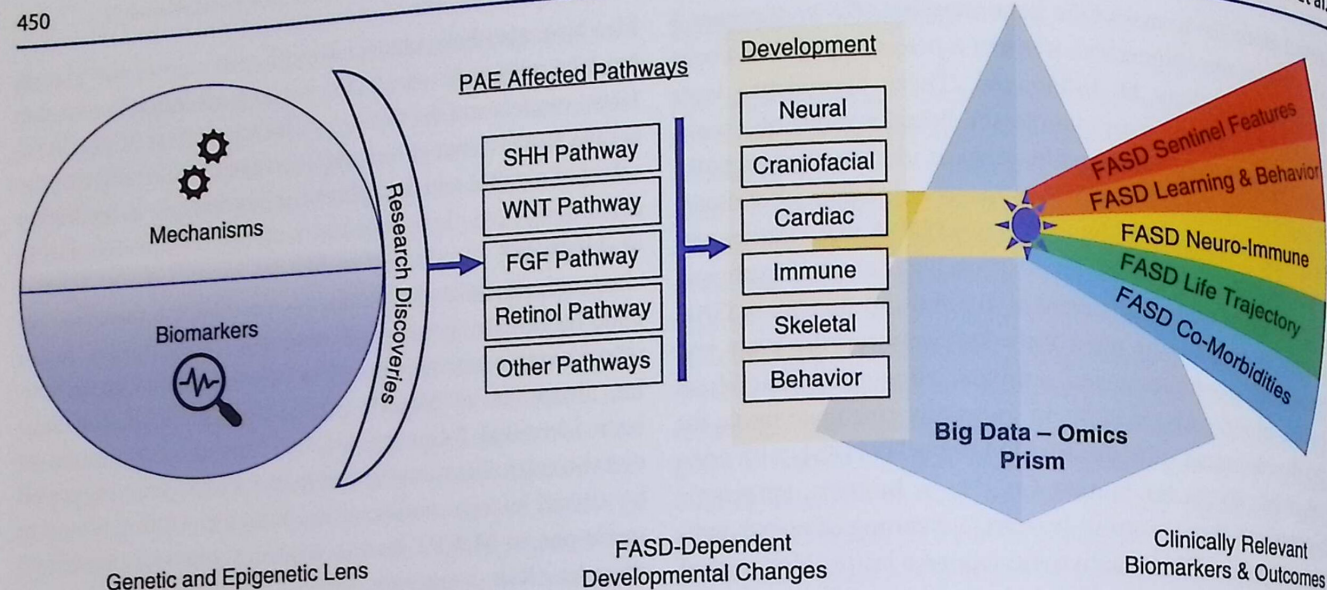 450
et al.
Mechanisms
Biomarkers
Research Discoveries
Genetic and Epigenetic Lens
PAE Affected Pathways
SHH Pathway
WNT Pathway
FGF Pathway
Retinol Pathway
Other Pathways
Development
Neural
Craniofacial
Cardiac
Immune
Skeletal
Behavior
FASD-Dependent
Developmental Changes
Big Data – Omics
Prism
FASD Sentinel Features
FASD Learning & Behavior
FASD Neuro-Immune
FASD Life Trajectory
FASD Co-Morbidities
Clinically Relevant
Biomarkers & Outcomes